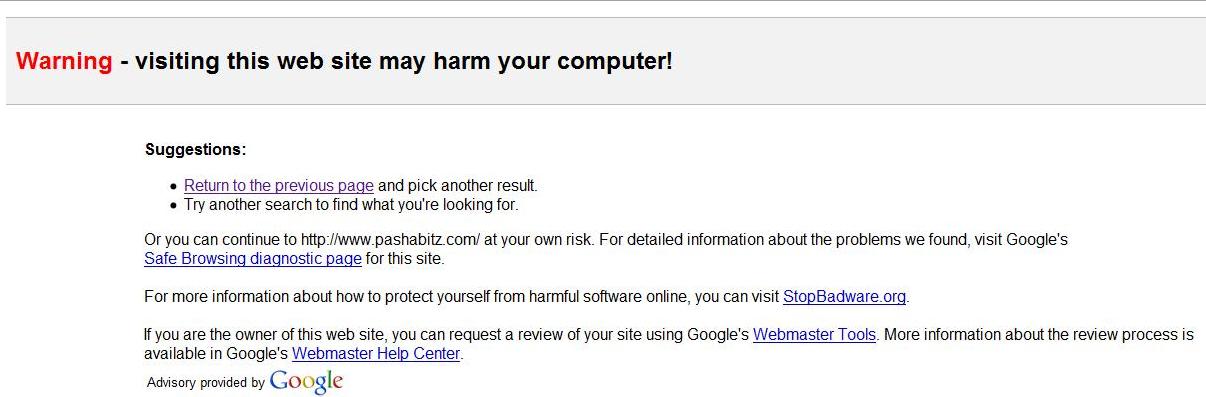 Warning - visiting this web site may harm your computer!
Suggestions:
• Return to the previous page and pick another result.
• Try another search to find what you're looking for.
Or you can continue to http://www.pashabitz.com/ at your own risk. For detailed information about the problems we found, visit Google's
Safe Browsing diagnostic page for this site.
For more information about how to protect yourself from harmful software online, you can visit StopBadware.org.
If you are the owner of this web site, you can request a review of your site using Google's Webmaster Tools. More information about the review process is
available in Google's Webmaster Help Center.
Advisory provided by Google